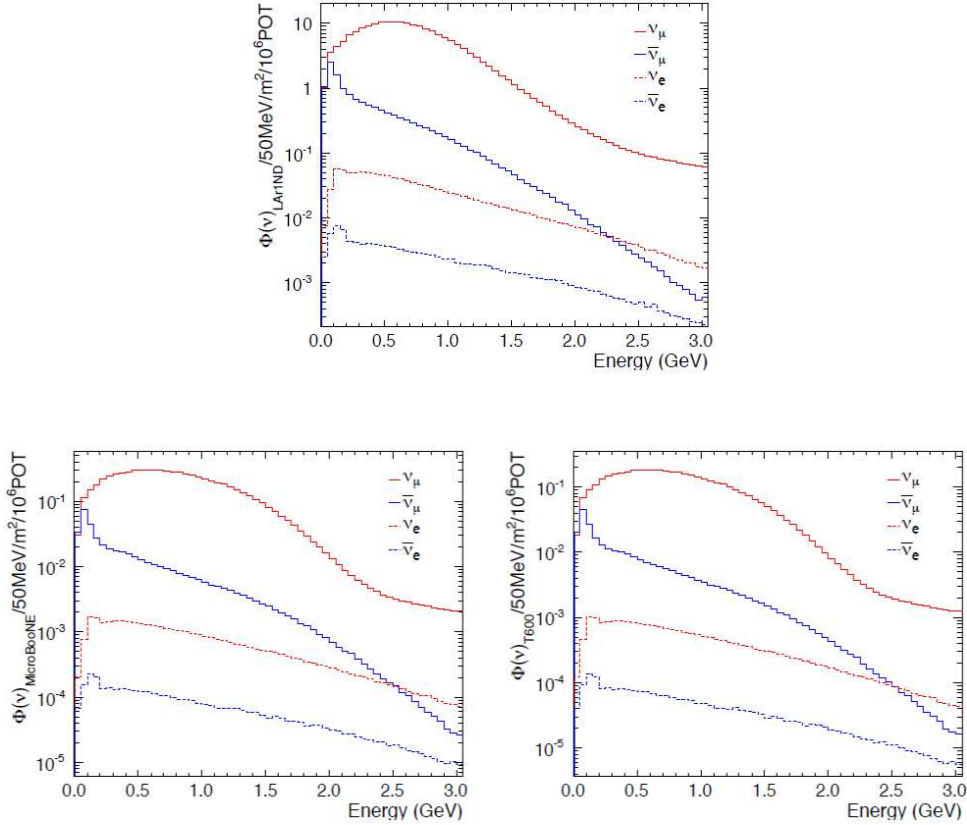 Φ(ν)LAr1ND/50MeV/m²/10⁶POT
10
1
10⁻¹
10⁻²
10⁻³
νμ
ν̄μ
νe
ν̄e
0.0 0.5 1.0 1.5 2.0 2.5 3.0
Energy (GeV)
Φ(ν)MicroBooNE/50MeV/m²/10⁶POT
10⁻¹
10⁻²
10⁻³
10⁻⁴
10⁻⁵
νμ
ν̄μ
νe
ν̄e
0.0 0.5 1.0 1.5 2.0 2.5 3.0
Energy (GeV)
Φ(ν)T600/50MeV/m²/10⁶POT
10⁻¹
10⁻²
10⁻³
10⁻⁴
10⁻⁵
νμ
ν̄μ
νe
ν̄e
0.0 0.5 1.0 1.5 2.0 2.5 3.0
Energy (GeV)